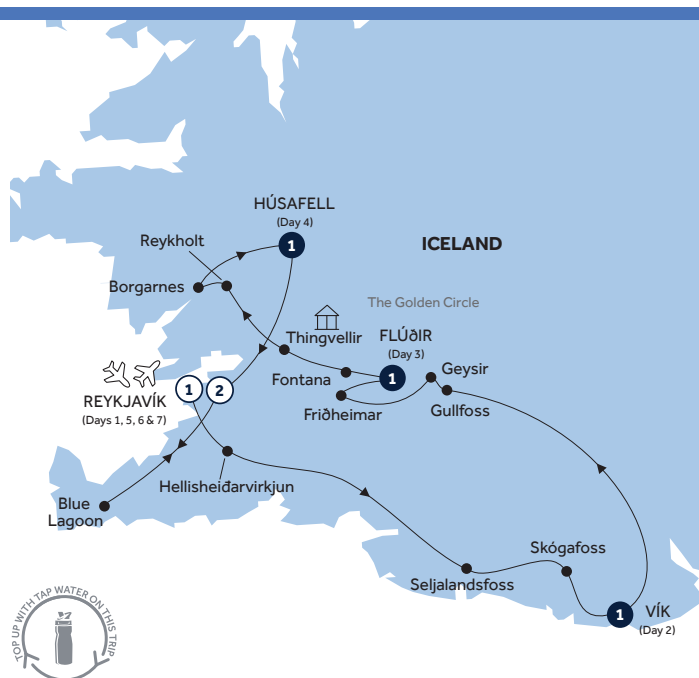 HÚSAFELL
(Day 4)
1
Reykholt
ICELAND
Borgarnes
The Golden Circle
Thingvellir
FLÚðIR
(Day 3)
1
Geysir
Fontana
Gullfoss
Friðheimar
1
2
REYKJAVÍK
(Days 1, 5, 6 & 7)
Hellisheiðarvirkjun
Blue
Lagoon
Skógafoss
Seljalandsfoss
1
VÍK
(Day 2)
TOP UP WITH TAP WATER ON THIS TRIP